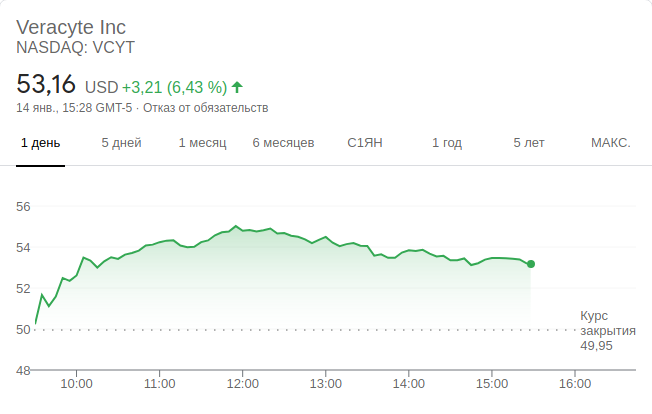 Veracyte Inc
NASDAQ: VCYT
53,16 USD +3,21 (6,43 %)
14 янв., 15:28 GMT-5 · Отказ от обязательств
1 день 5 дней 1 месяц 6 месяцев С1ЯН 1 год 5 лет МАКС.
56
54
52
50
48
Курс
закрытия
49,95
10:00 11:00 12:00 13:00 14:00 15:00 16:00